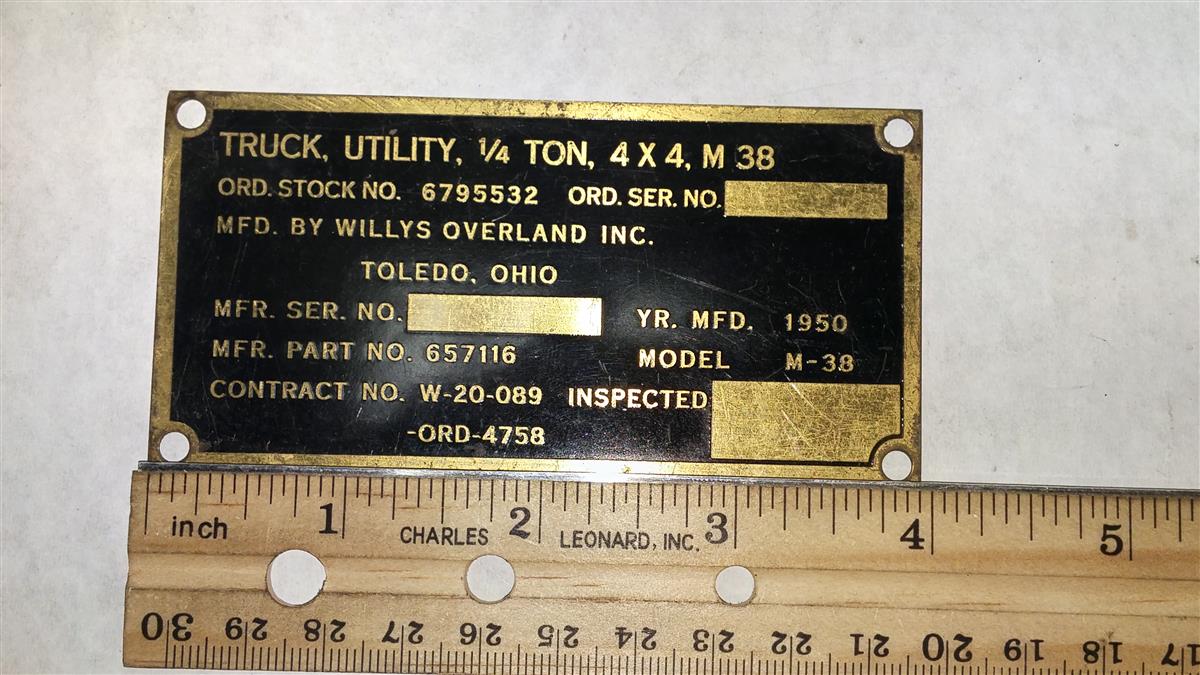 TRUCK, UTILITY, 1/4 TON, 4 X 4, M 38
ORD. STOCK NO. 6795532 ORD. SER. NO.
MFD. BY WILLYS OVERLAND INC.
TOLEDO, OHIO
MFR. SER. NO. YR. MFD. 1950
MFR. PART NO. 657116 MODEL M-38
CONTRACT NO. W-20-089 INSPECTED
-ORD-4758
inch 1 CHARLES 2 LEONARD, INC. 3 4 5
30 29 28 27 26 25 24 23 22 21 20 19 18 17